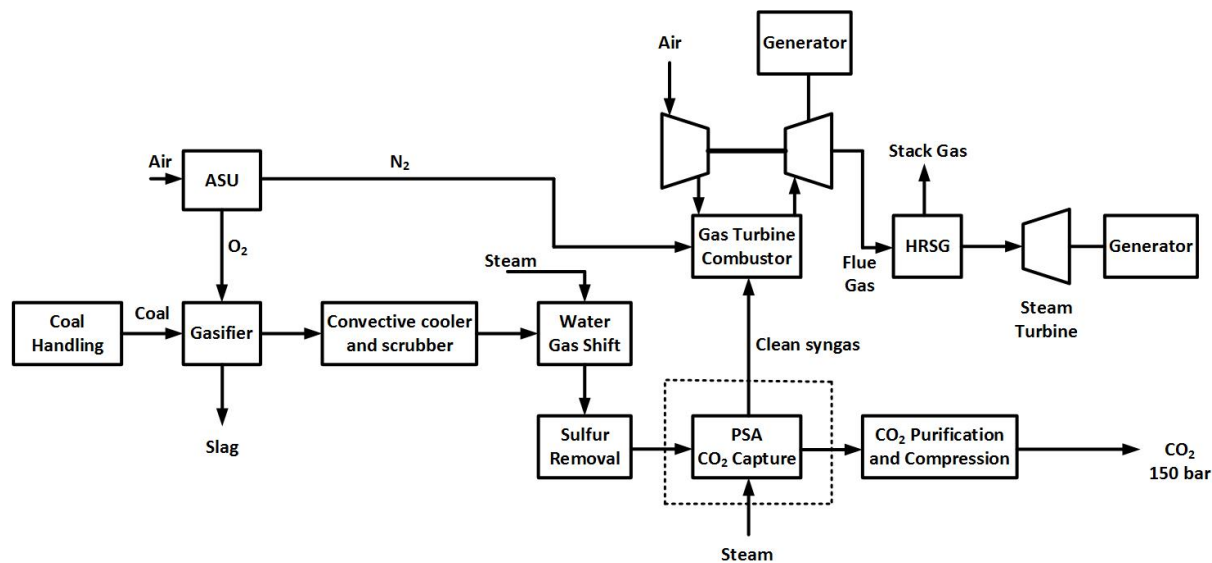 Generator
Air
Stack Gas
Air
ASU
N₂
Gas Turbine
Combustor
HRSG
Generator
O₂
Steam
Flue
Gas
Steam
Turbine
Coal
Handling
Coal
Gasifier
Convective cooler
and scrubber
Water
Gas Shift
Clean syngas
Slag
Sulfur
Removal
PSA
CO₂ Capture
CO₂ Purification
and Compression
CO₂
150 bar
Steam